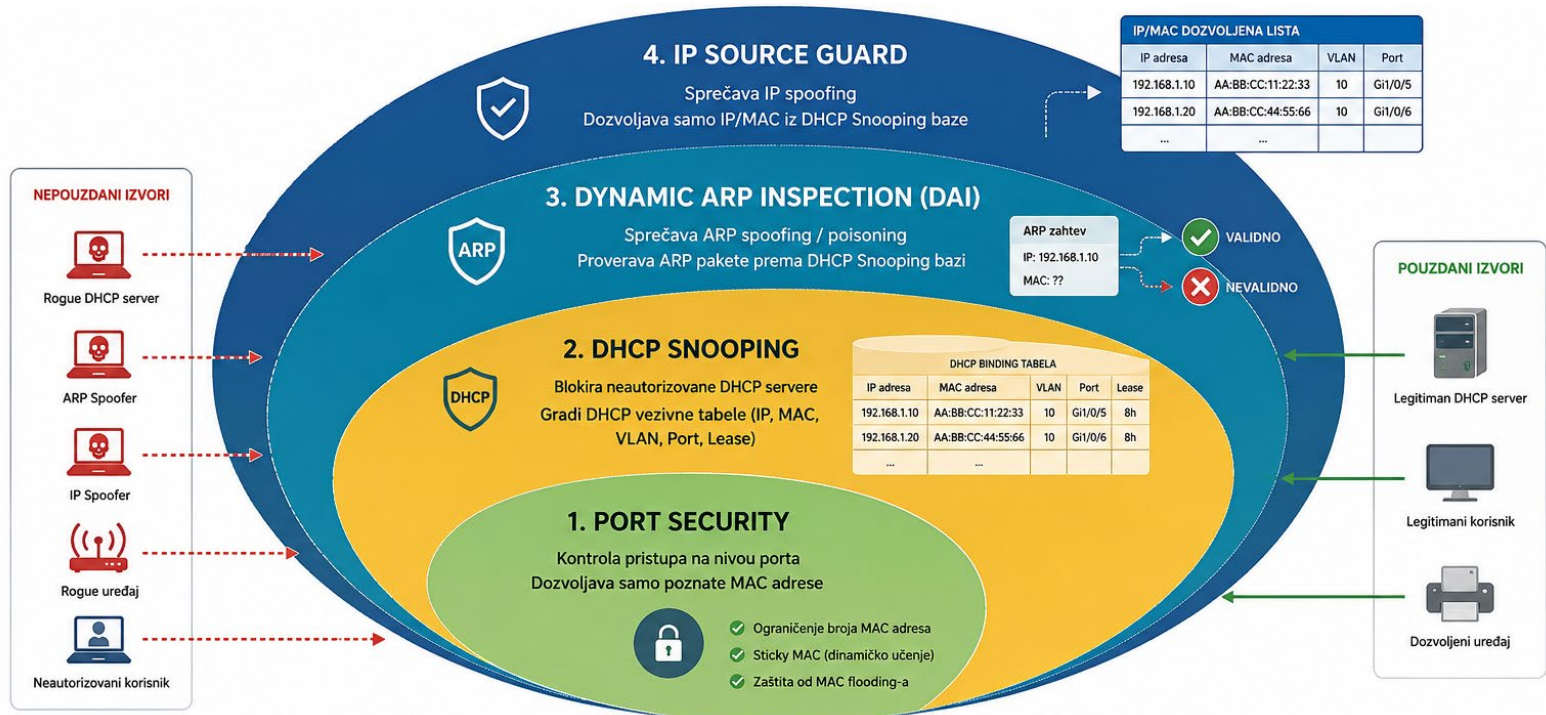 4. IP SOURCE GUARD
Sprečava IP spoofing
Dozvoljava samo IP/MAC iz DHCP Snooping baze
IP/MAC DOZVOLJENA LISTA
IP adresa MAC adresa VLAN Port
192.168.1.10 AA:BB:CC:11:22:33 10 Gi1/0/5
192.168.1.20 AA:BB:CC:44:55:66 10 Gi1/0/6
... ...
NEPOUZDANI IZVORI
Rogue DHCP server
ARP Spoofer
IP Spoofer
Rogue uređaj
Neautorizovani korisnik
3. DYNAMIC ARP INSPECTION (DAI)
ARP
Sprečava ARP spoofing / poisoning
Proverava ARP pakete prema DHCP Snooping bazi
ARP zahtev
IP: 192.168.1.10
MAC: ??
VALIDNO
NEVALIDNO
2. DHCP SNOOPING
DHCP
Blokira neautorizovane DHCP servere
Gradi DHCP vezivne tabele (IP, MAC,
VLAN, Port, Lease)
DHCP BINDING TABELA
IP adresa MAC adresa VLAN Port Lease
192.168.1.10 AA:BB:CC:11:22:33 10 Gi1/0/5 8h
192.168.1.20 AA:BB:CC:44:55:66 10 Gi1/0/6 8h
... ...
1. PORT SECURITY
Kontrola pristupa na nivou porta
Dozvoljava samo poznate MAC adrese
Ograničenje broja MAC adresa
Sticky MAC (dinamičko učenje)
Zaštita od MAC flooding-a
POUZDANI IZVORI
Legitiman DHCP server
Legitimani korisnik
Dozvoljeni uređaj